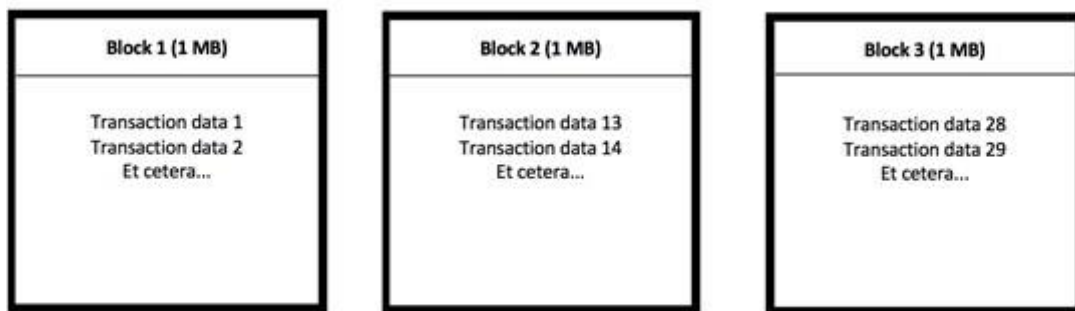 Block 1 (1 MB)
Transaction data 1
Transaction data 2
Et cetera...
Block 2 (1 MB)
Transaction data 13
Transaction data 14
Et cetera...
Block 3 (1 MB)
Transaction data 28
Transaction data 29
Et cetera...